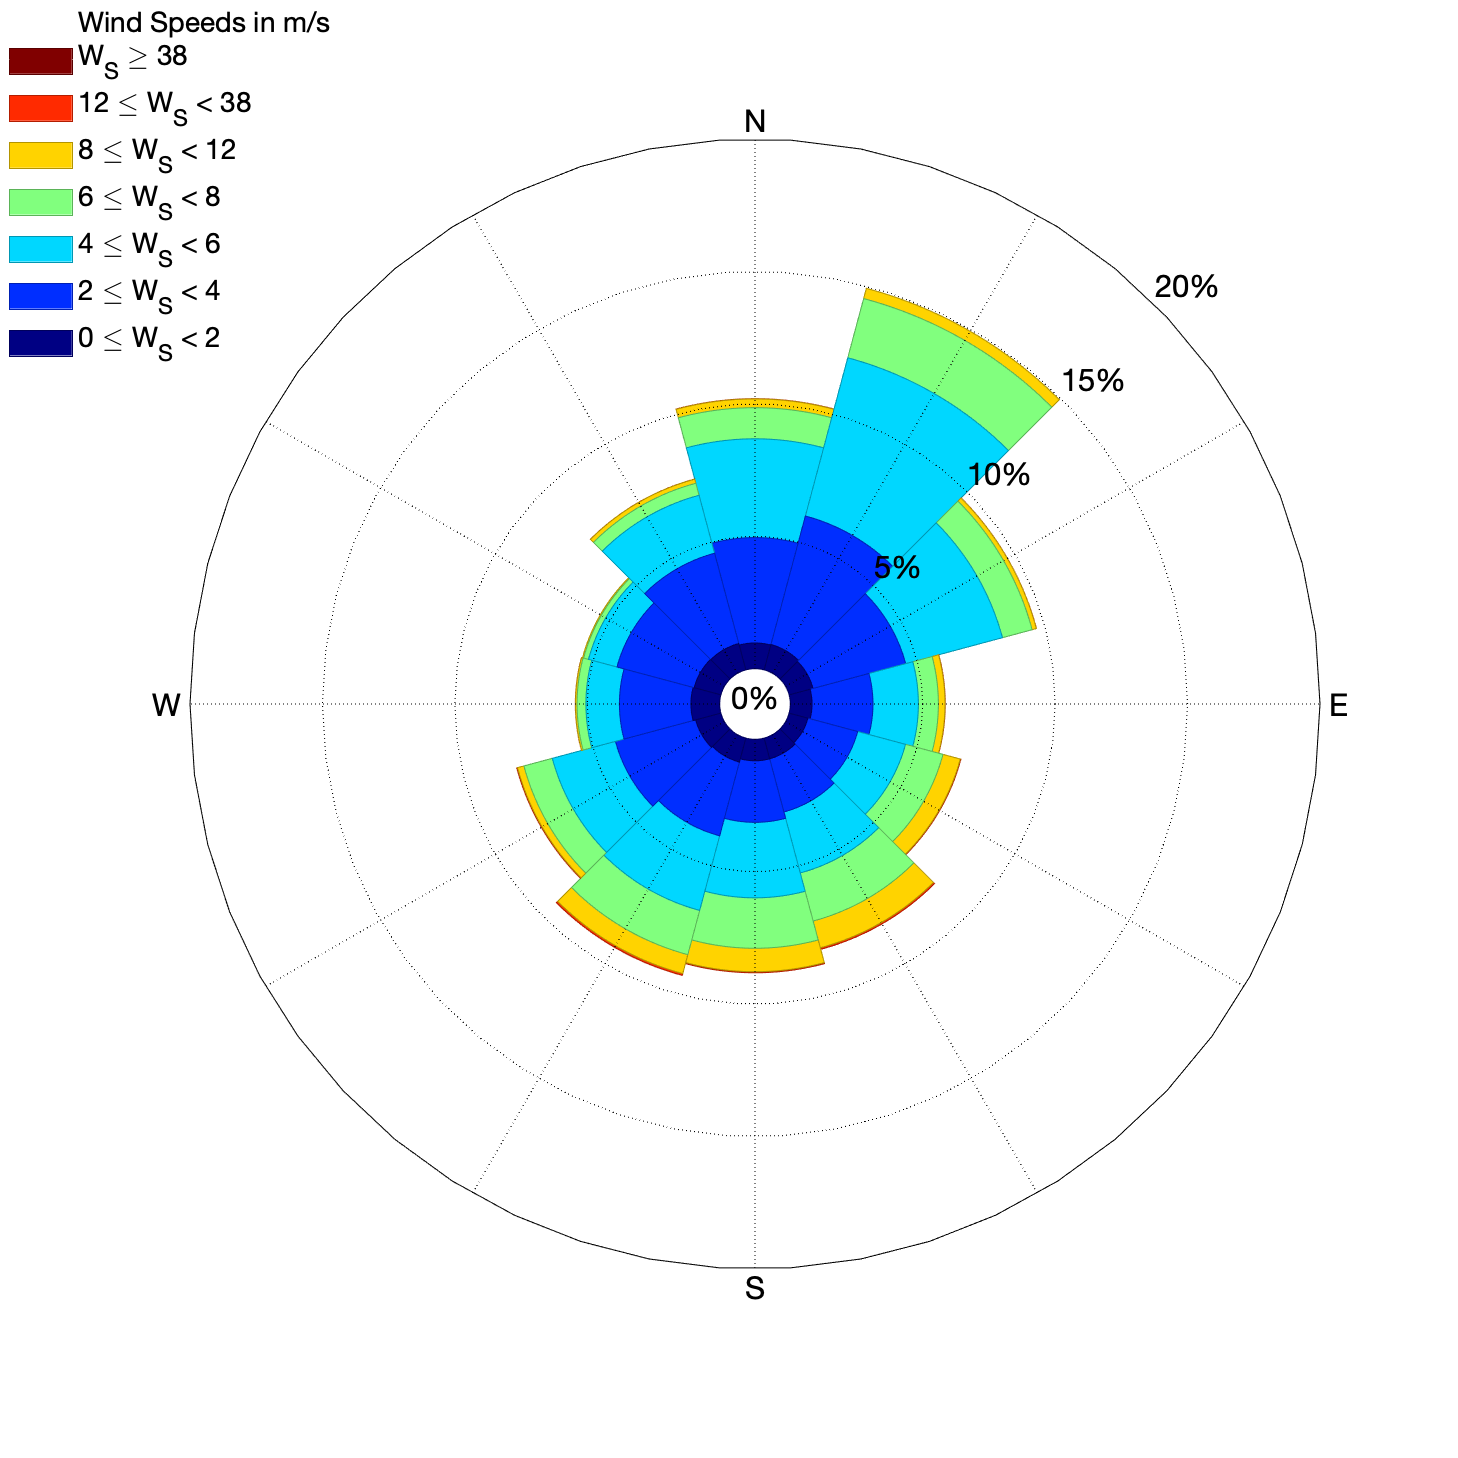 Wind Speeds in m/s
W_S ≥ 38
12 ≤ W_S < 38
8 ≤ W_S < 12
6 ≤ W_S < 8
4 ≤ W_S < 6
2 ≤ W_S < 4
0 ≤ W_S < 2
N
20%
15%
10%
5%
0%
W
E
S